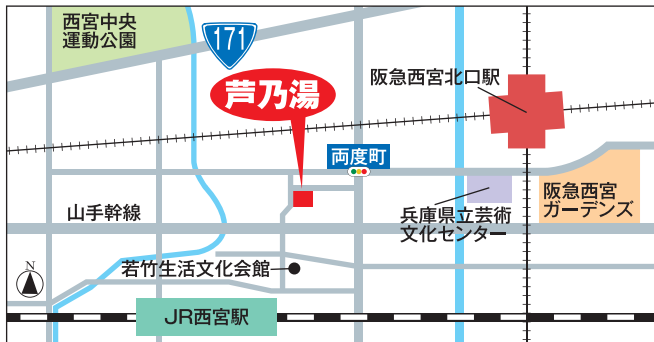 西宮中央
運動公園
171
芦乃湯
阪急西宮北口駅
両度町
山手幹線
兵庫県立芸術
文化センター
阪急西宮
ガーデンズ
若竹生活文化会館
N
JR西宮駅